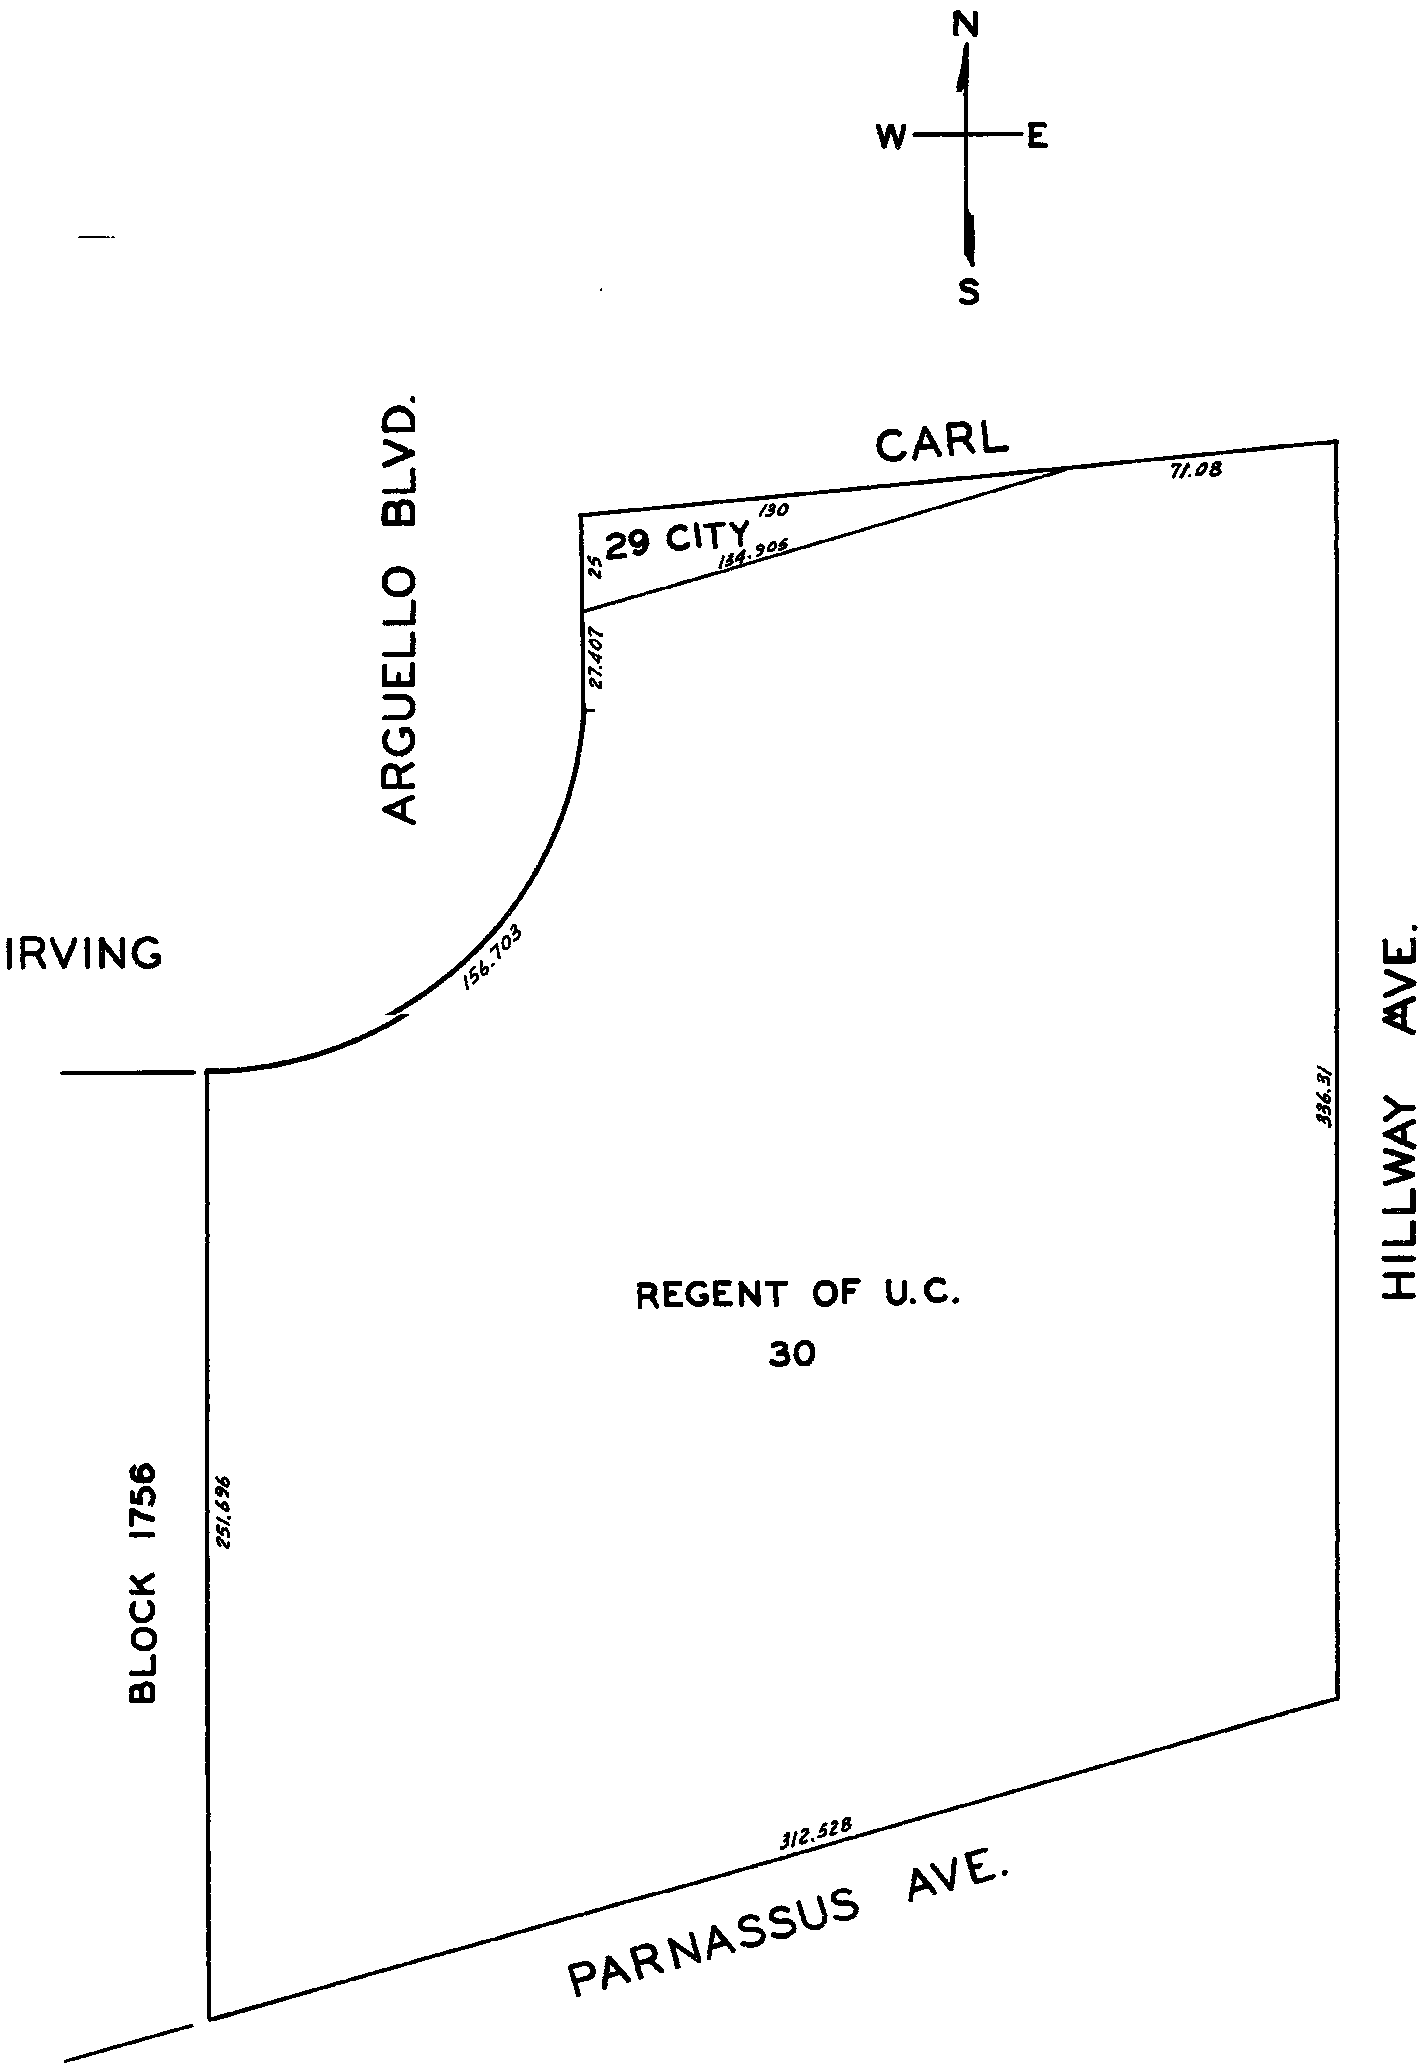 N
W E
S
CARL
71.08
130
29 CITY
134.905
25
27.407
ARGUELLO BLVD.
156.703
IRVING
HILLWAY AVE.
336.31
REGENT OF U.C.
30
BLOCK 1756
251.696
312.528
PARNASSUS AVE.